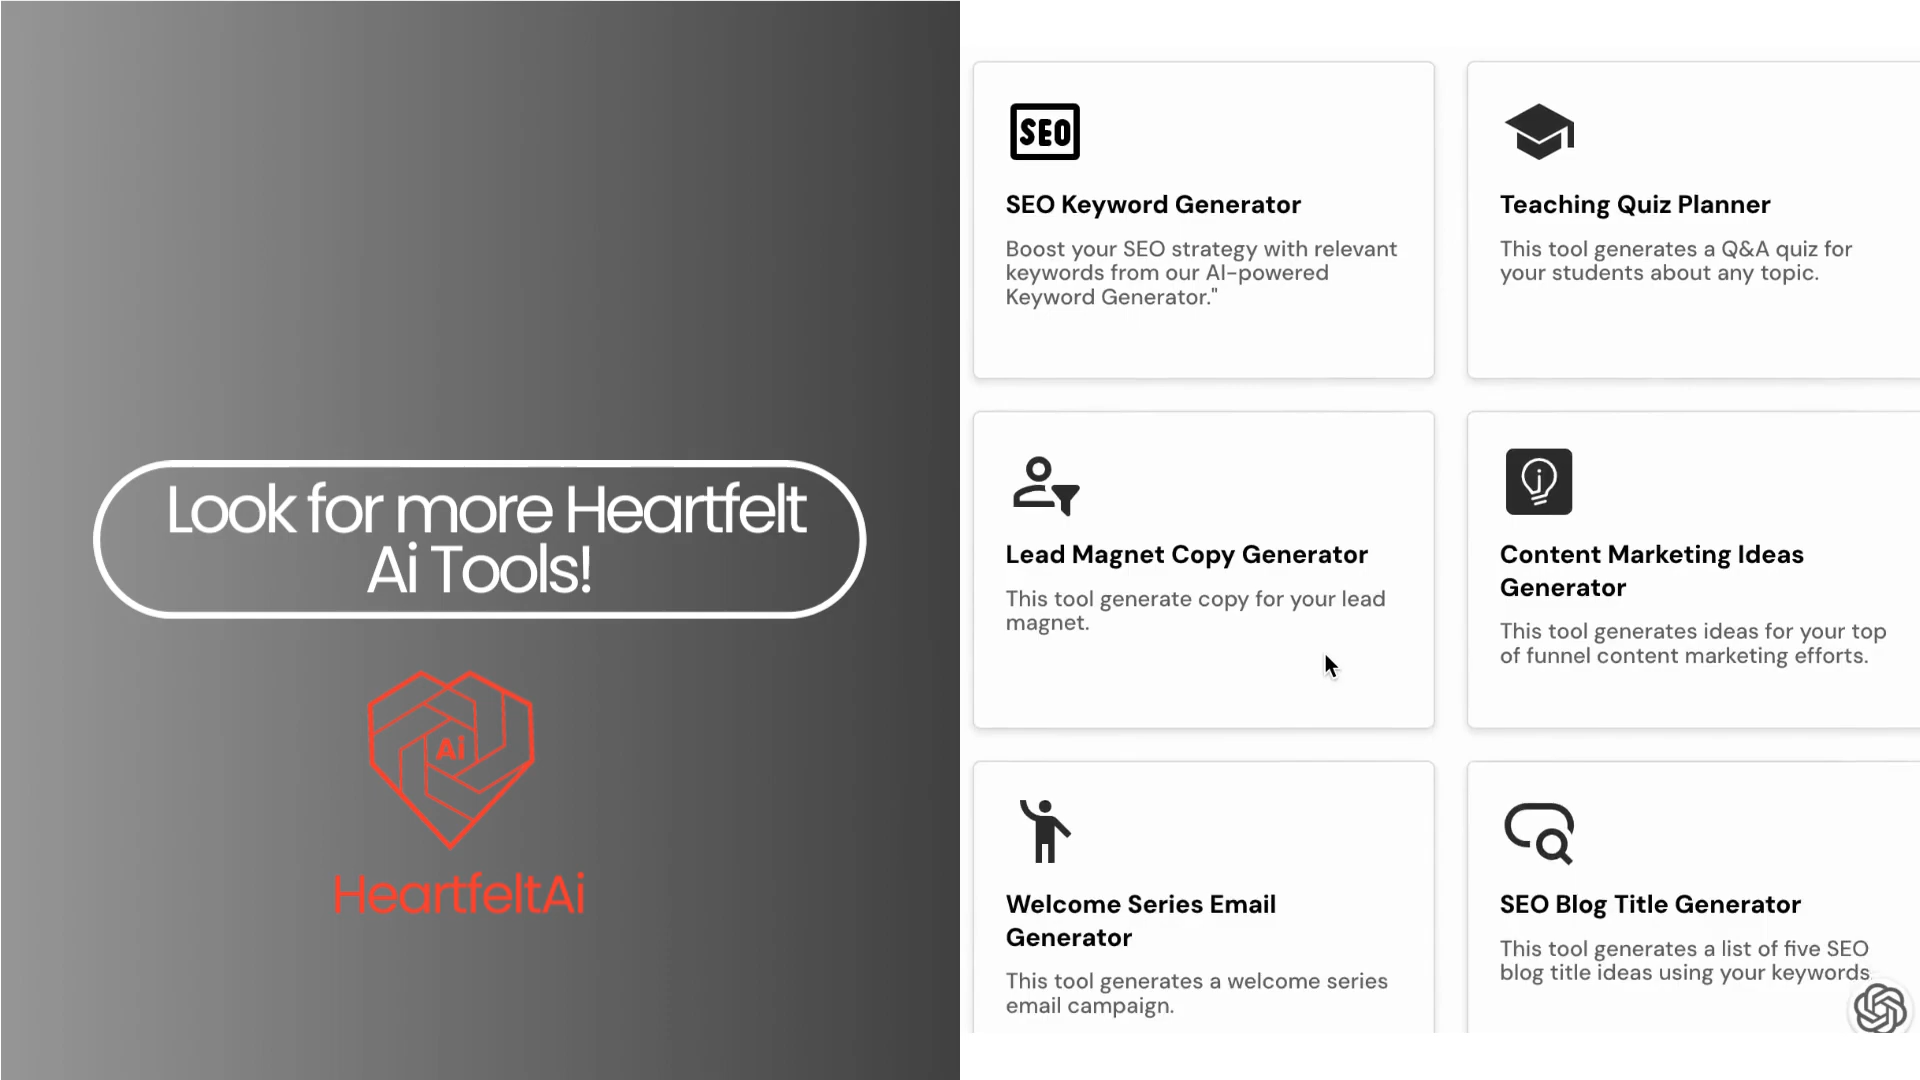 Look for more Heartfelt
Ai Tools!
Ai
HeartfeltAi
SEO
SEO Keyword Generator
Boost your SEO strategy with relevant
keywords from our AI-powered
Keyword Generator."
Teaching Quiz Planner
This tool generates a Q&A quiz for
your students about any topic.
Lead Magnet Copy Generator
This tool generate copy for your lead
magnet.
Content Marketing Ideas
Generator
This tool generates ideas for your top
of funnel content marketing efforts.
Welcome Series Email
Generator
This tool generates a welcome series
email campaign.
SEO Blog Title Generator
This tool generates a list of five SEO
blog title ideas using your keywords